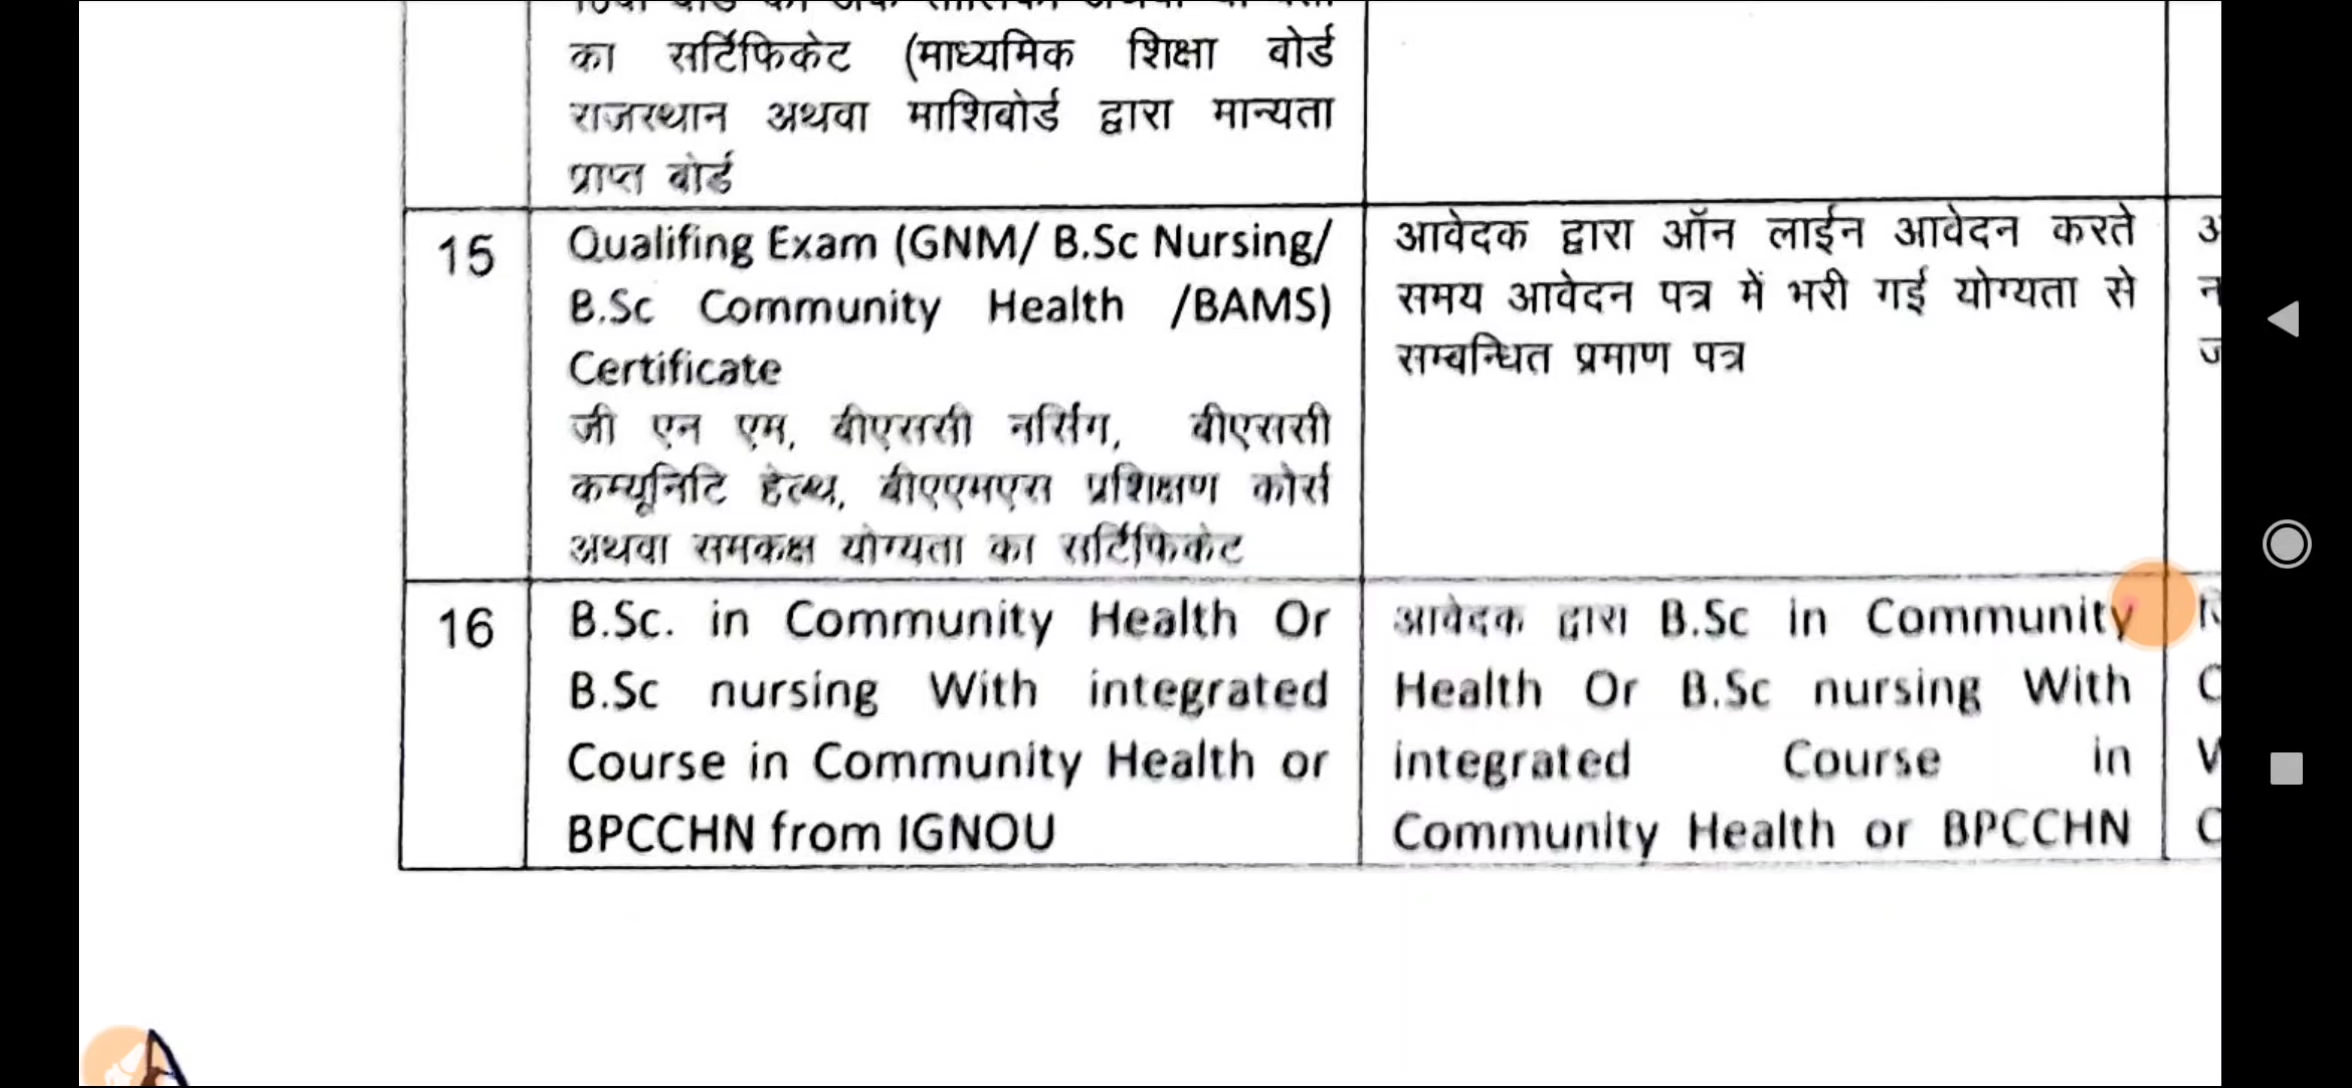 का सर्टिफिकेट (माध्यमिक शिक्षा बोर्ड
राजस्थान अथवा माशिबोर्ड द्वारा मान्यता
प्राप्त बोर्ड
15
Qualifing Exam (GNM/ B.Sc Nursing/
B.Sc Community Health /BAMS)
Certificate
जी एन एम, बीएससी नर्सिग, बीएससी
कम्यूनिटि हेल्थ, बीएएमएस प्रशिक्षण कोर्स
अथवा समकक्ष योग्यता का सर्टिफिकेट
आवेदक द्वारा ऑन लाईन आवेदन करते
समय आवेदन पत्र में भरी गई योग्यता से
सम्बन्धित प्रमाण पत्र
16
B.Sc. in Community Health Or
B.Sc nursing With integrated
Course in Community Health or
BPCCHN from IGNOU
आवेदक द्वारा B.Sc in Community
Health Or B.Sc nursing With
integrated Course in
Community Health or BPCCHN